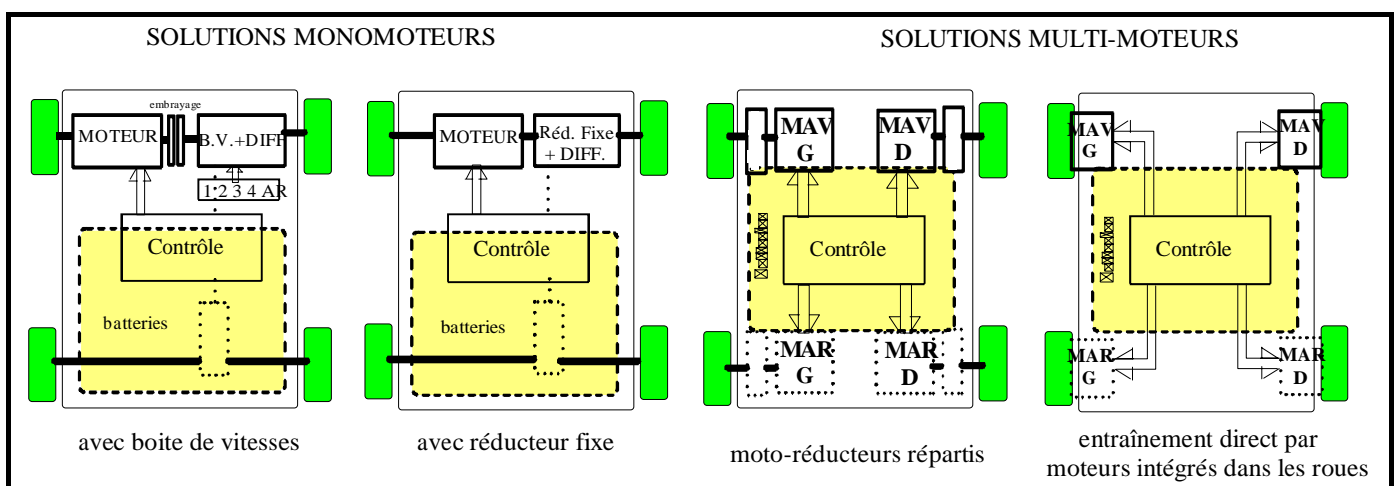 SOLUTIONS MONOMOTEURS
SOLUTIONS MULTI-MOTEURS
embrayage
MOTEUR
B.V.+DIFF
1 2 3 4 AR
Contrôle
batteries
avec boite de vitesses
MOTEUR
Réd. Fixe
+ DIFF.
Contrôle
batteries
avec réducteur fixe
MAV
G
MAV
D
Contrôle
MAR
G
MAR
D
moto-réducteurs répartis
MAV
G
MAV
D
Contrôle
MAR
G
MAR
D
entraînement direct par
moteurs intégrés dans les roues